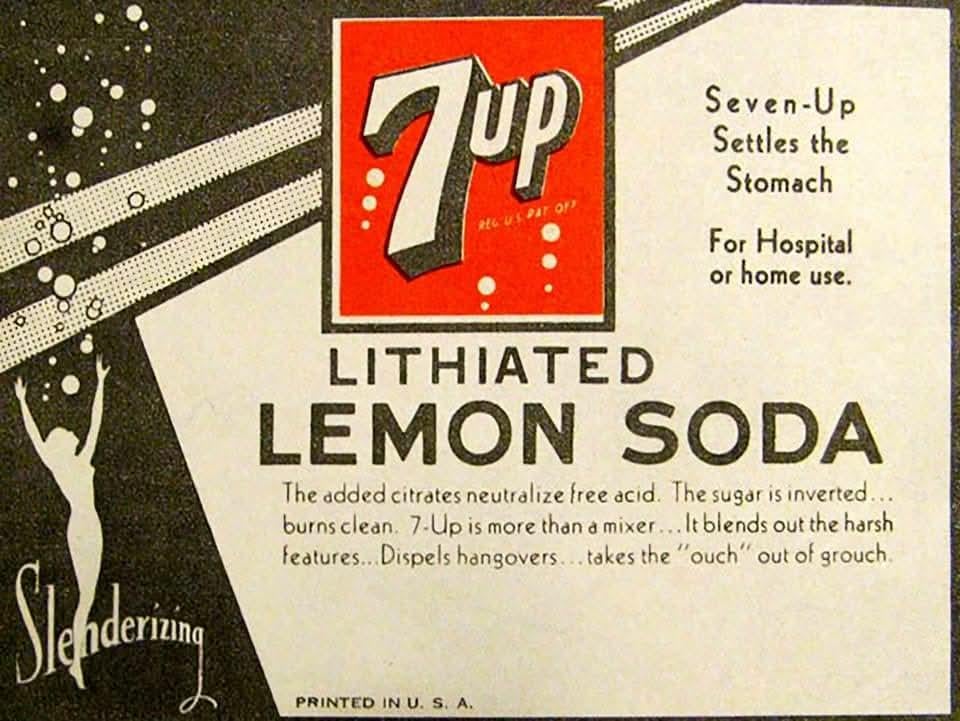 7up
REG. U.S. PAT. OFF.
Seven-Up
Settles the
Stomach
For Hospital
or home use.
LITHIATED
LEMON SODA
The added citrates neutralize free acid. The sugar is inverted...
burns clean. 7-Up is more than a mixer...It blends out the harsh
features...Dispels hangovers...takes the "ouch" out of grouch.
Slenderizing
PRINTED IN U. S. A.